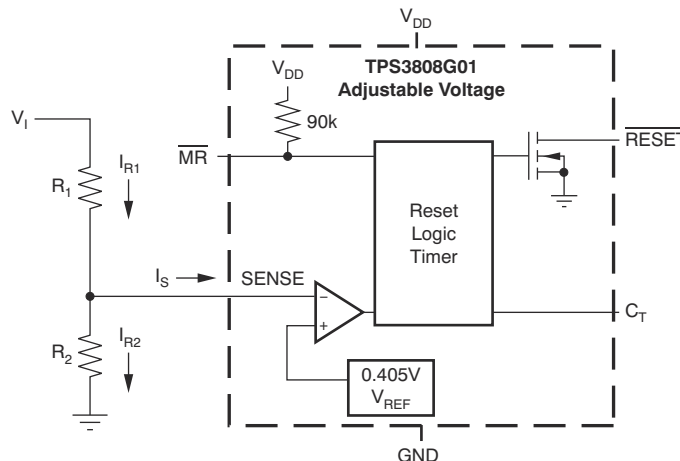 V_DD
TPS3808G01
Adjustable Voltage
V_DD
90k
V_I
MR
RESET
I_R1
R_1
Reset
Logic
Timer
I_S
SENSE
−
+
C_T
I_R2
R_2
0.405V
V_REF
GND